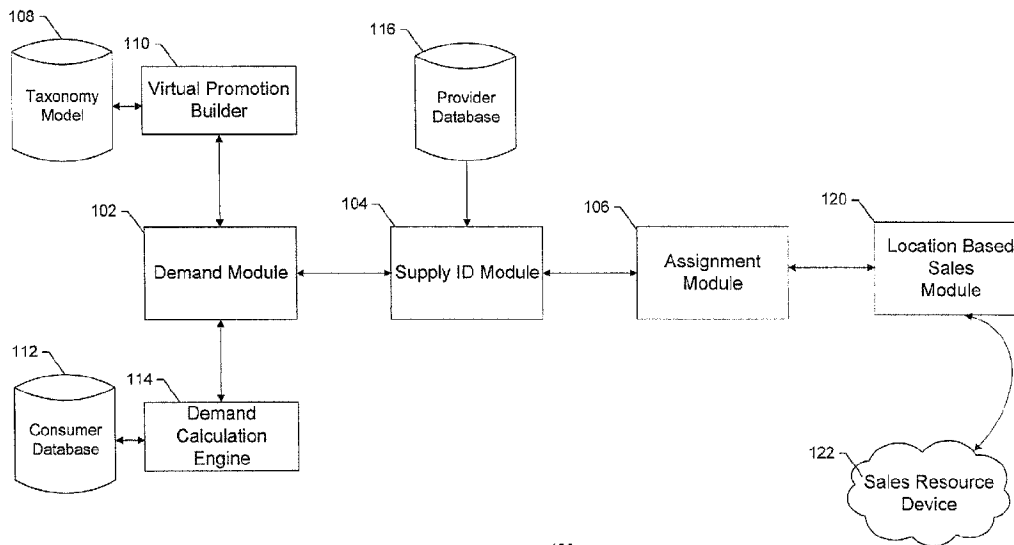 108
Taxonomy
Model
110
Virtual Promotion
Builder
116
Provider
Database
102
Demand Module
104
Supply ID Module
106
Assignment
Module
120
Location Based
Sales
Module
112
Consumer
Database
114
Demand
Calculation
Engine
122
Sales Resource
Device